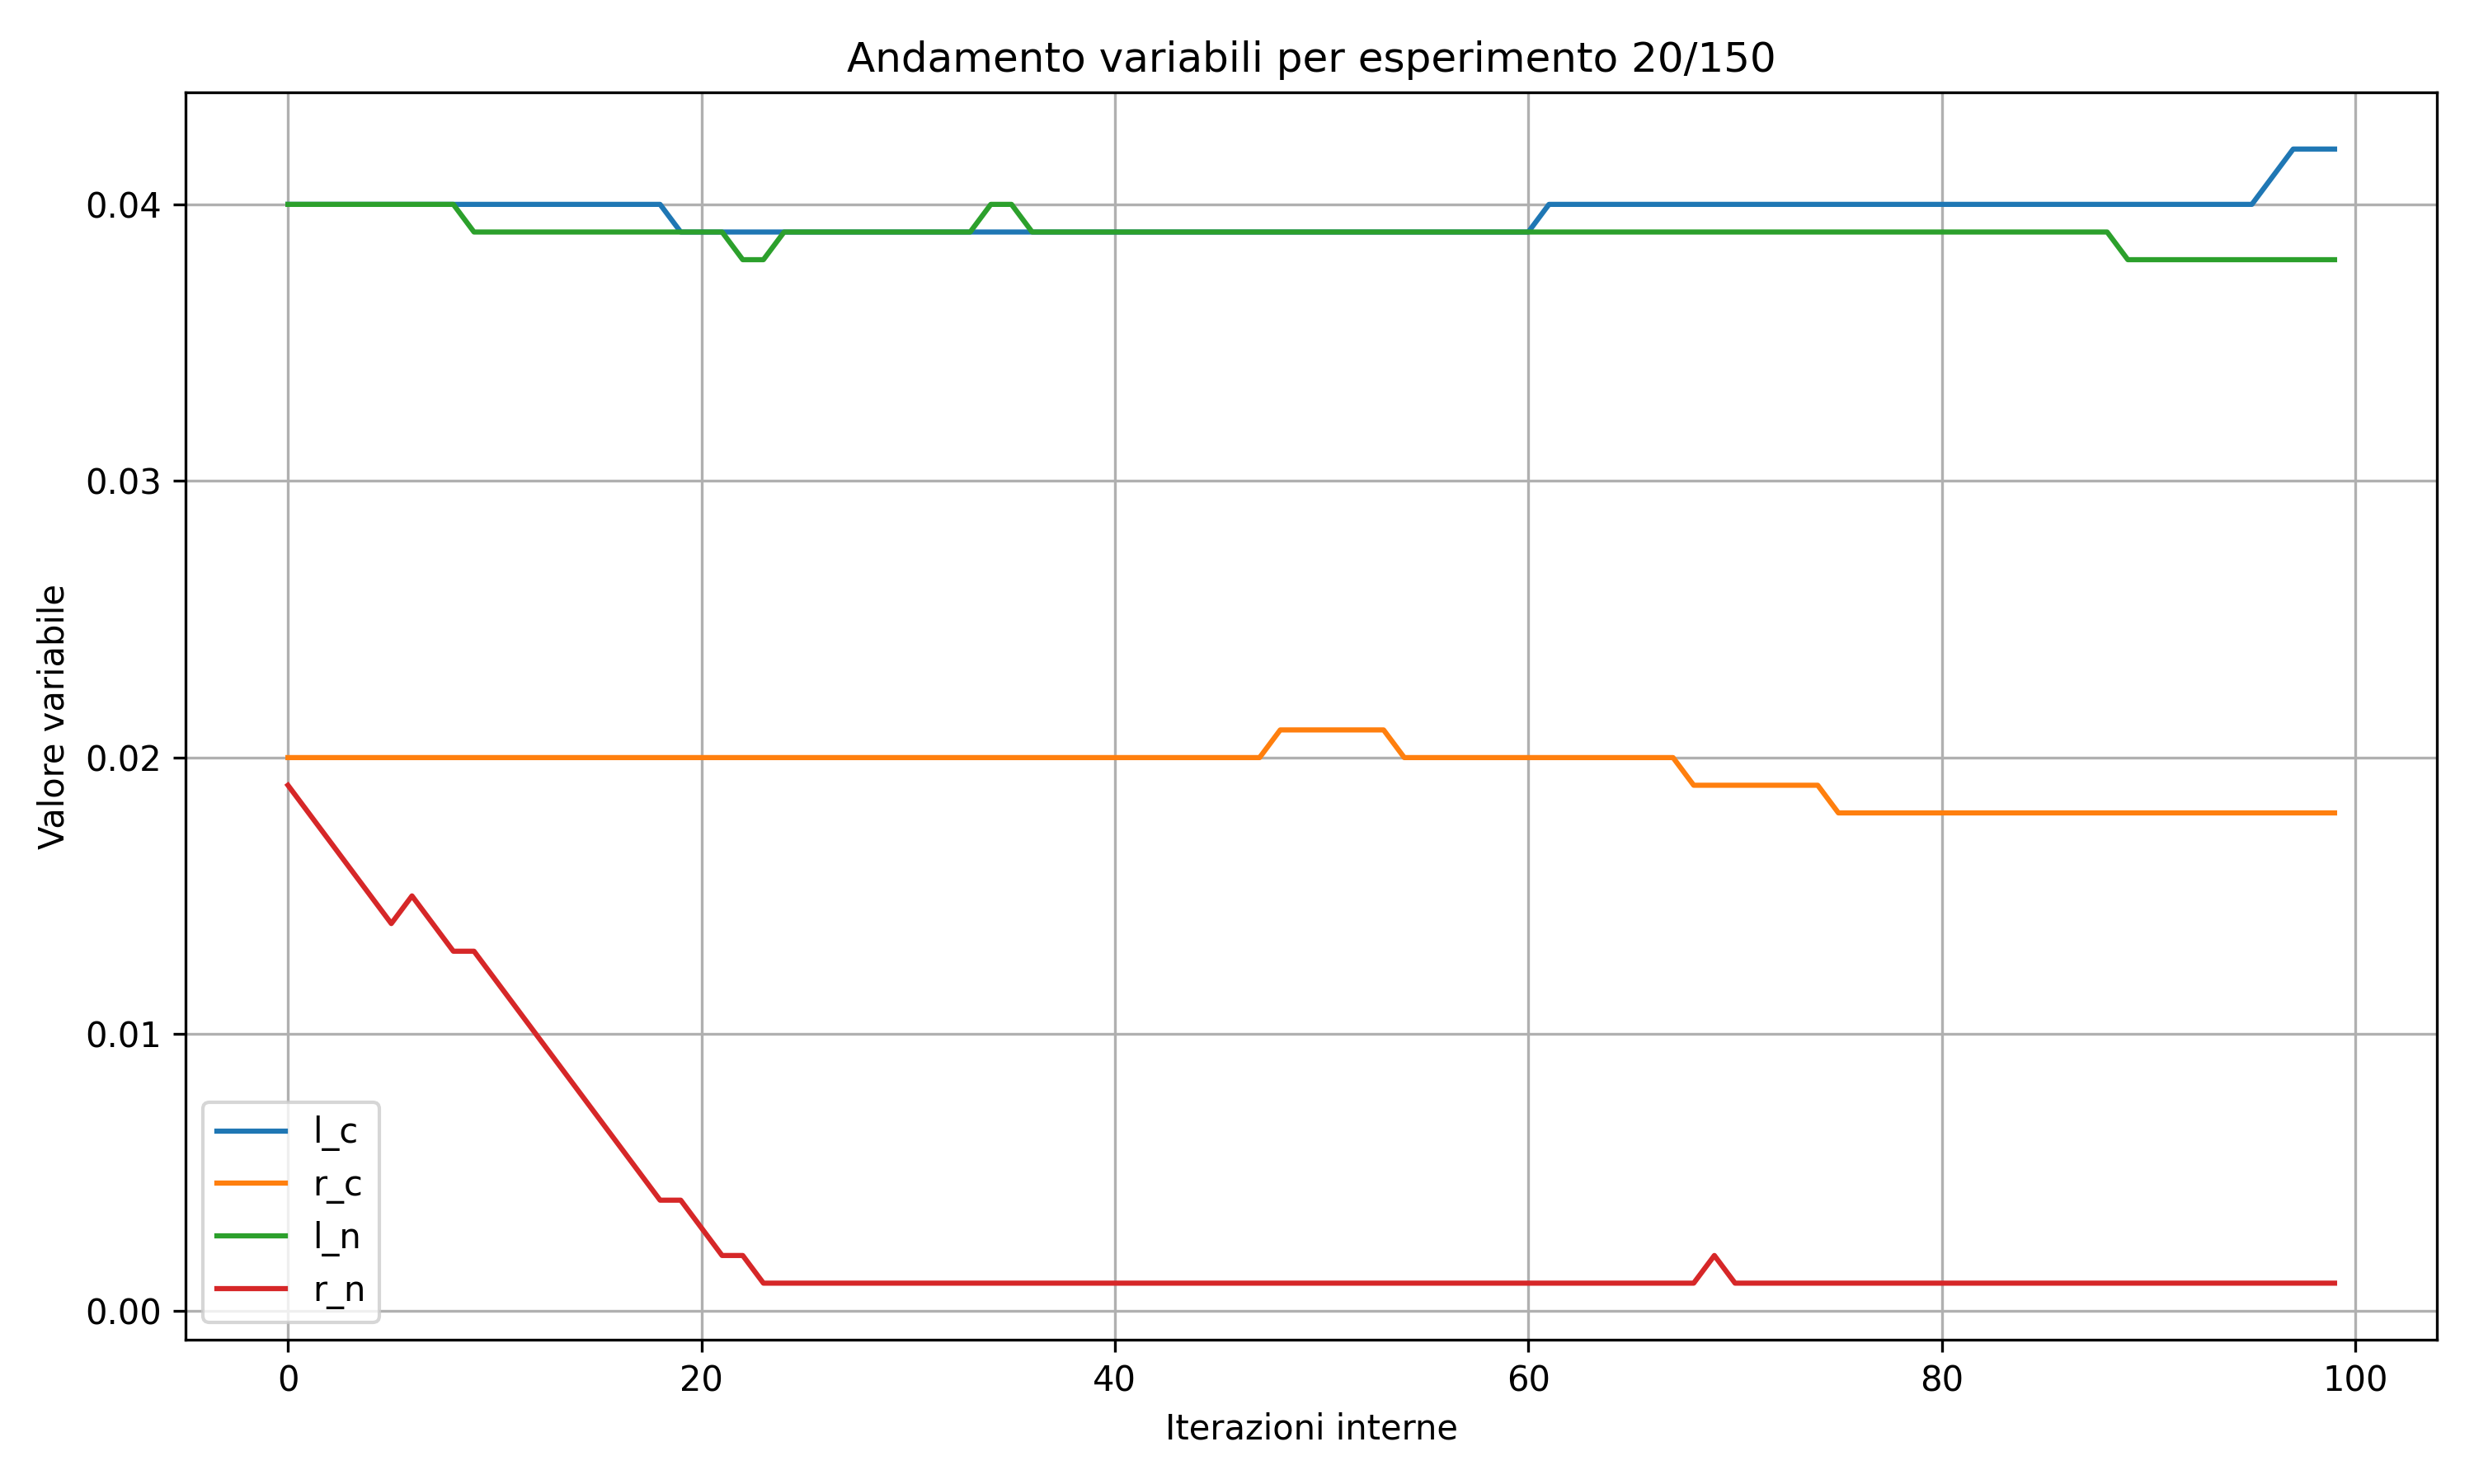 Andamento variabili per esperimento 20/150
Valore variabile
0.04
0.03
0.02
0.01
0.00
l_c
r_c
l_n
r_n
0 20 40 60 80 100
Iterazioni interne